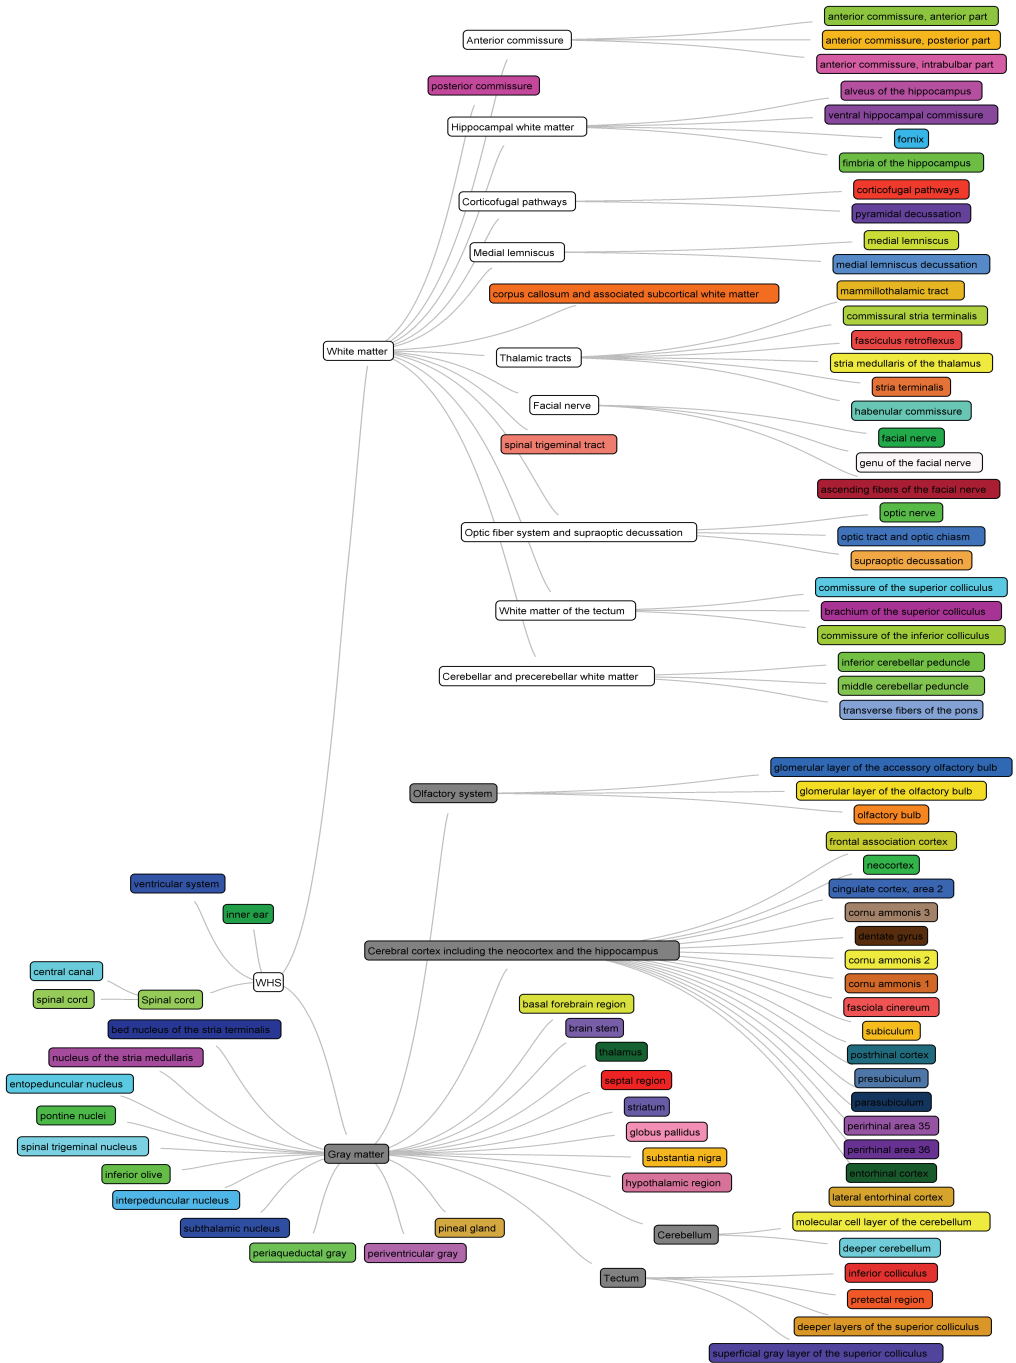 anterior commissure, anterior part
Anterior commissure
anterior commissure, posterior part
anterior commissure, intrabulbar part
posterior commissure
alveus of the hippocampus
ventral hippocampal commissure
Hippocampal white matter
fornix
fimbria of the hippocampus
corticofugal pathways
Corticofugal pathways
pyramidal decussation
medial lemniscus
Medial lemniscus
medial lemniscus decussation
mammillothalamic tract
corpus callosum and associated subcortical white matter
commissural stria terminalis
fasciculus retroflexus
White matter
Thalamic tracts
stria medullaris of the thalamus
stria terminalis
Facial nerve
habenular commissure
facial nerve
spinal trigeminal tract
genu of the facial nerve
ascending fibers of the facial nerve
optic nerve
Optic fiber system and supraoptic decussation
optic tract and optic chiasm
supraoptic decussation
commissure of the superior colliculus
White matter of the tectum
brachium of the superior colliculus
commissure of the inferior colliculus
inferior cerebellar peduncle
Cerebellar and precerebellar white matter
middle cerebellar peduncle
transverse fibers of the pons
glomerular layer of the accessory olfactory bulb
Olfactory system
glomerular layer of the olfactory bulb
olfactory bulb
frontal association cortex
neocortex
ventricular system
cingulate cortex, area 2
inner ear
cornu ammonis 3
dentate gyrus
Cerebral cortex including the neocortex and the hippocampus
cornu ammonis 2
central canal
WHS
cornu ammonis 1
spinal cord
Spinal cord
basal forebrain region
fasciola cinereum
bed nucleus of the stria terminalis
brain stem
subiculum
nucleus of the stria medullaris
thalamus
postrhinal cortex
entopeduncular nucleus
septal region
presubiculum
pontine nuclei
striatum
parasubiculum
spinal trigeminal nucleus
globus pallidus
perirhinal area 35
Gray matter
substantia nigra
perirhinal area 36
inferior olive
hypothalamic region
entorhinal cortex
interpeduncular nucleus
lateral entorhinal cortex
subthalamic nucleus
pineal gland
Cerebellum
molecular cell layer of the cerebellum
periaqueductal gray
periventricular gray
deeper cerebellum
Tectum
inferior colliculus
pretectal region
deeper layers of the superior colliculus
superficial gray layer of the superior colliculus